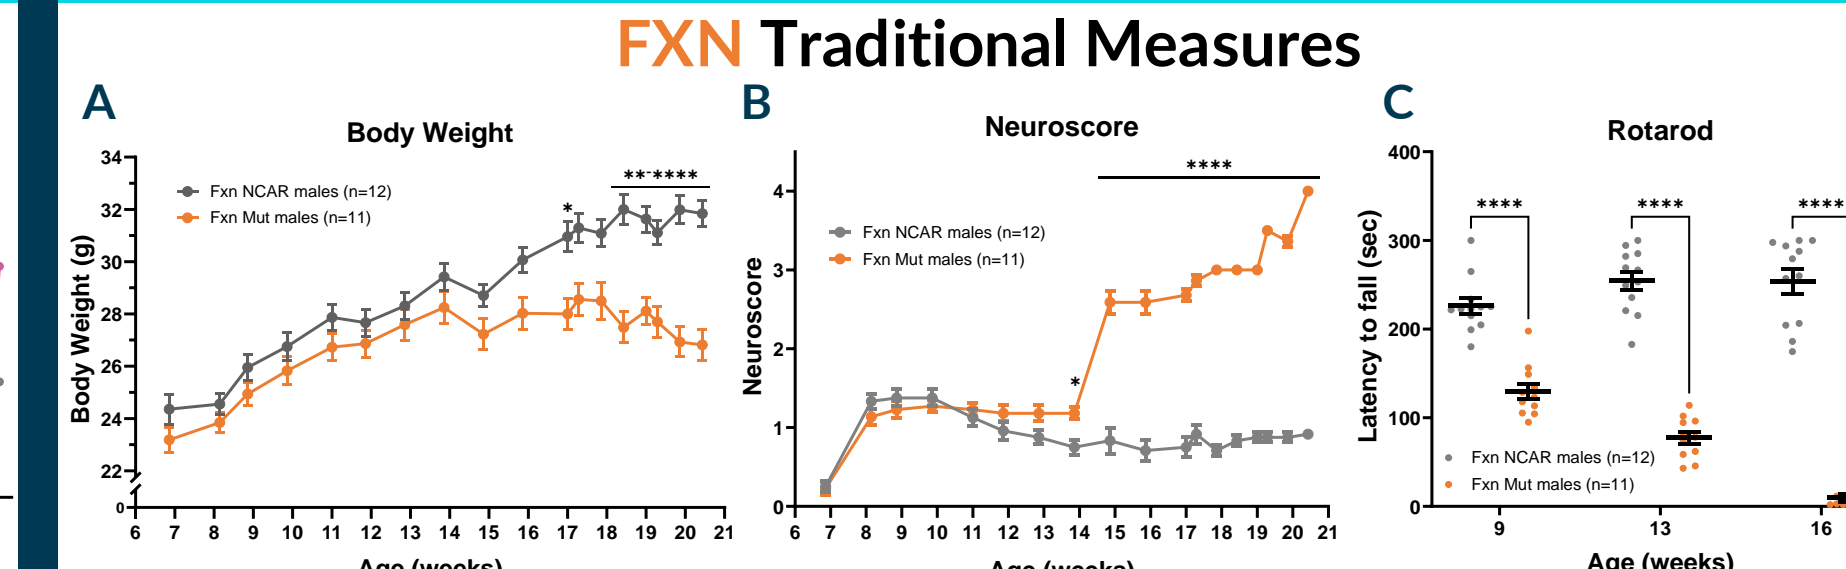 FXN Traditional Measures
A
Body Weight
Fxn NCAR males (n=12)
Fxn Mut males (n=11)
*
**-****
Body Weight (g)
34
32
30
28
26
24
22
0
6 7 8 9 10 11 12 13 14 15 16 17 18 19 20 21
Age (weeks)
B
Neuroscore
****
Fxn NCAR males (n=12)
Fxn Mut males (n=11)
*
Neuroscore
4
3
2
1
0
6 7 8 9 10 11 12 13 14 15 16 17 18 19 20 21
Age (weeks)
C
Rotarod
**** **** ****
Latency to fall (sec)
400
300
200
100
0
Fxn NCAR males (n=12)
Fxn Mut males (n=11)
9 13 16
Age (weeks)